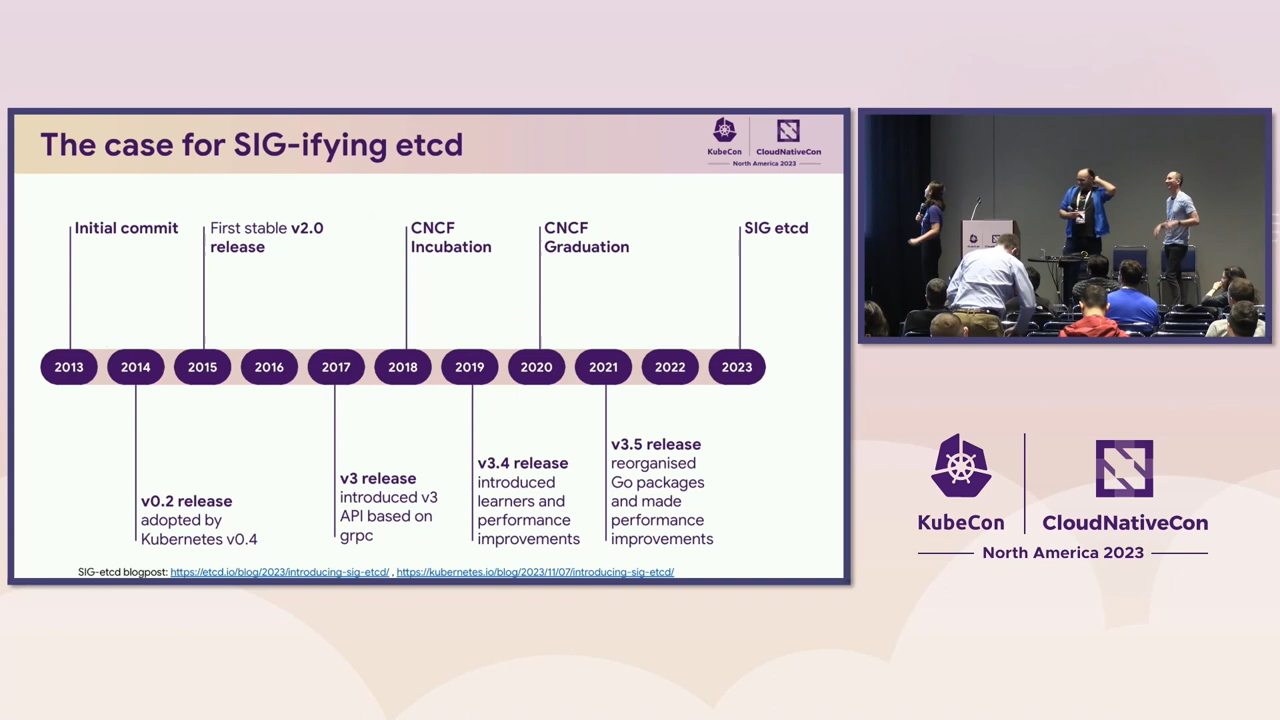 The case for SIG-ifying etcd
KubeCon
CloudNativeCon
North America 2023
Initial commit
First stable v2.0
release
CNCF
Incubation
CNCF
Graduation
SIG etcd
2013
2014
2015
2016
2017
2018
2019
2020
2021
2022
2023
v0.2 release
adopted by
Kubernetes v0.4
v3 release
introduced v3
API based on
grpc
v3.4 release
introduced
learners and
performance
improvements
v3.5 release
reorganised
Go packages
and made
performance
improvements
SIG-etcd blogpost: https://etcd.io/blog/2023/introducing-sig-etcd/ , https://kubernetes.io/blog/2023/11/07/introducing-sig-etcd/
KubeCon
CloudNativeCon
North America 2023